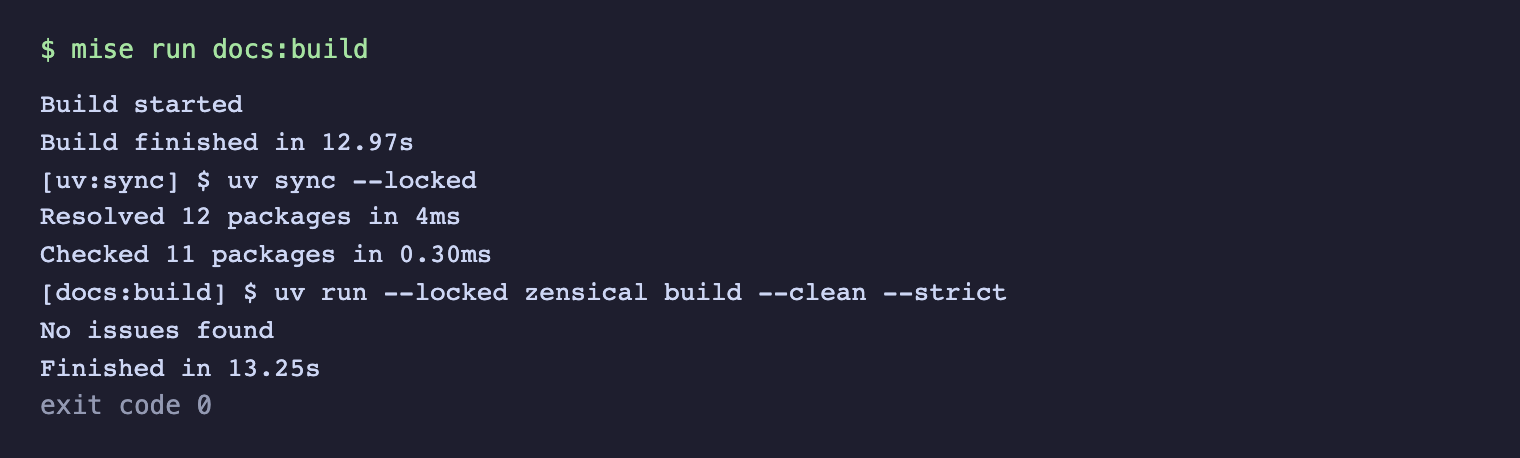 $ mise run docs:build
Build started
Build finished in 12.97s
[uv:sync] $ uv sync --locked
Resolved 12 packages in 4ms
Checked 11 packages in 0.30ms
[docs:build] $ uv run --locked zensical build --clean --strict
No issues found
Finished in 13.25s
exit code 0